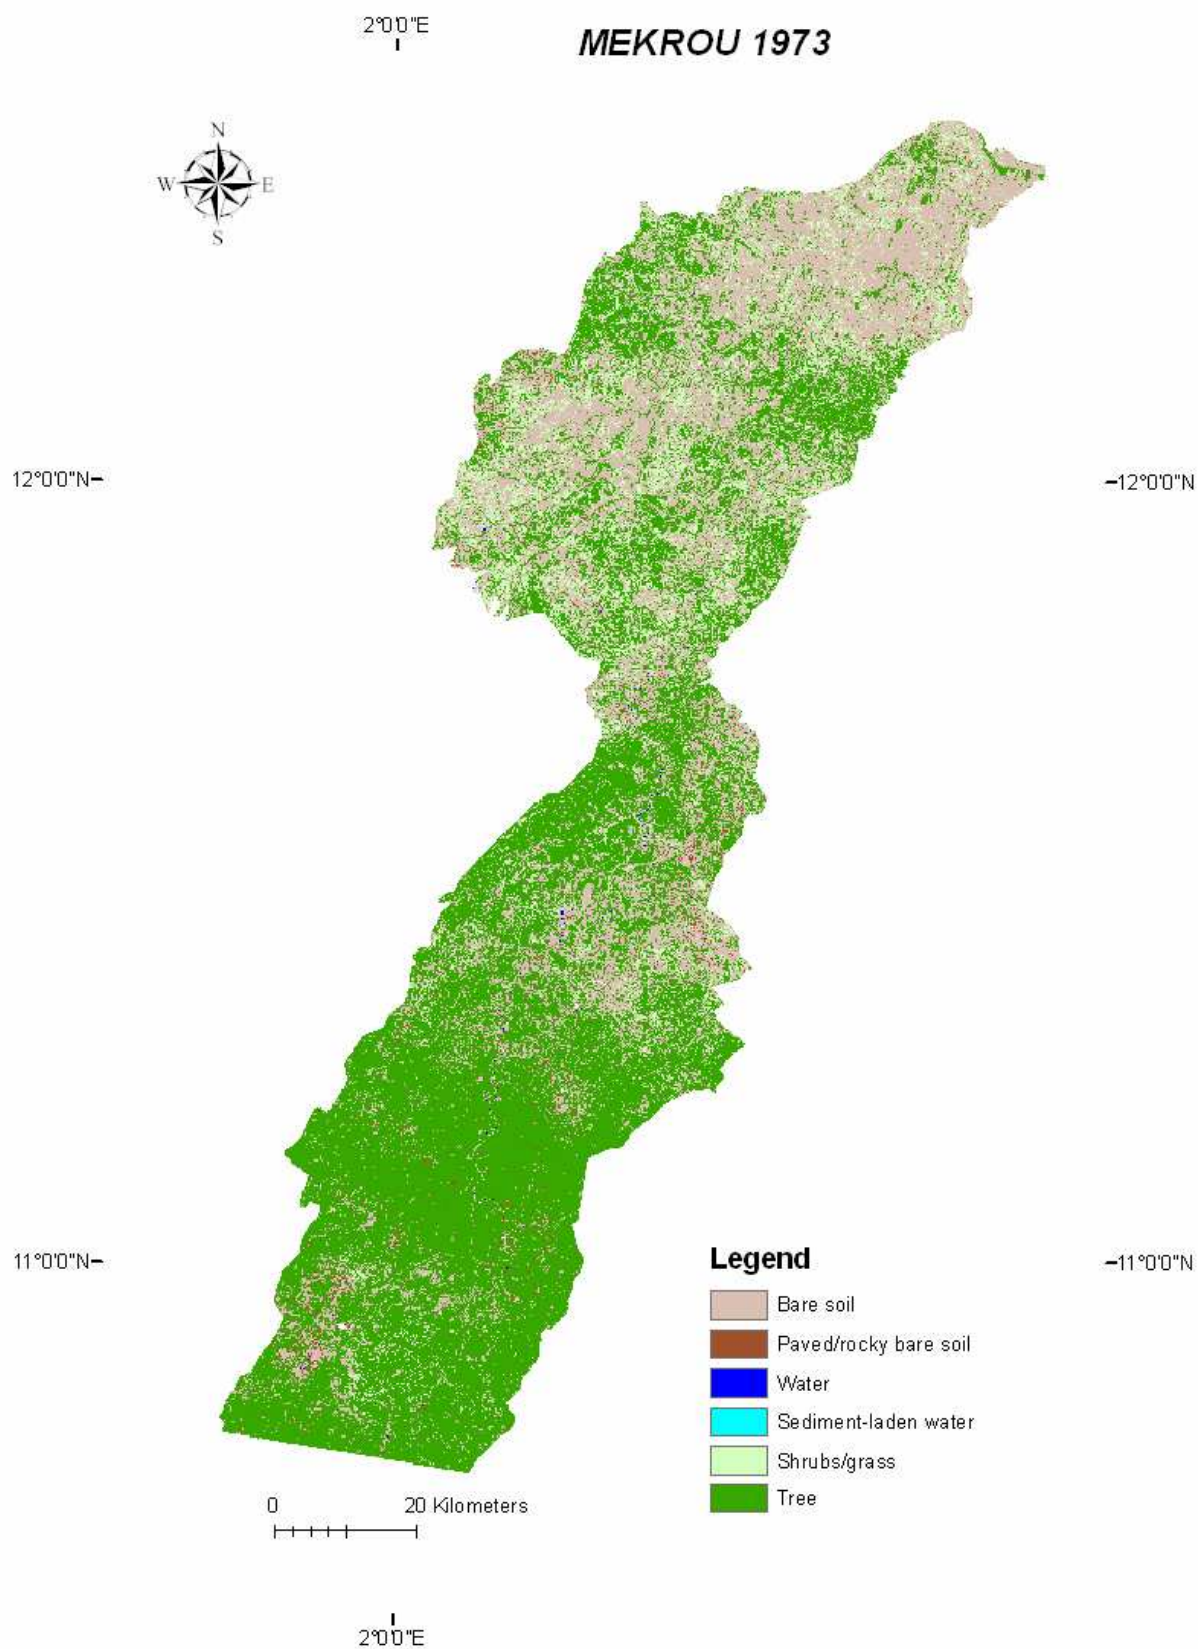 2°0'0"E
MEKROU 1973
N
W E
S
12°0'0"N
12°0'0"N
11°0'0"N
11°0'0"N
Legend
Bare soil
Paved/rocky bare soil
Water
Sediment-laden water
Shrubs/grass
Tree
0 20 Kilometers
2°0'0"E